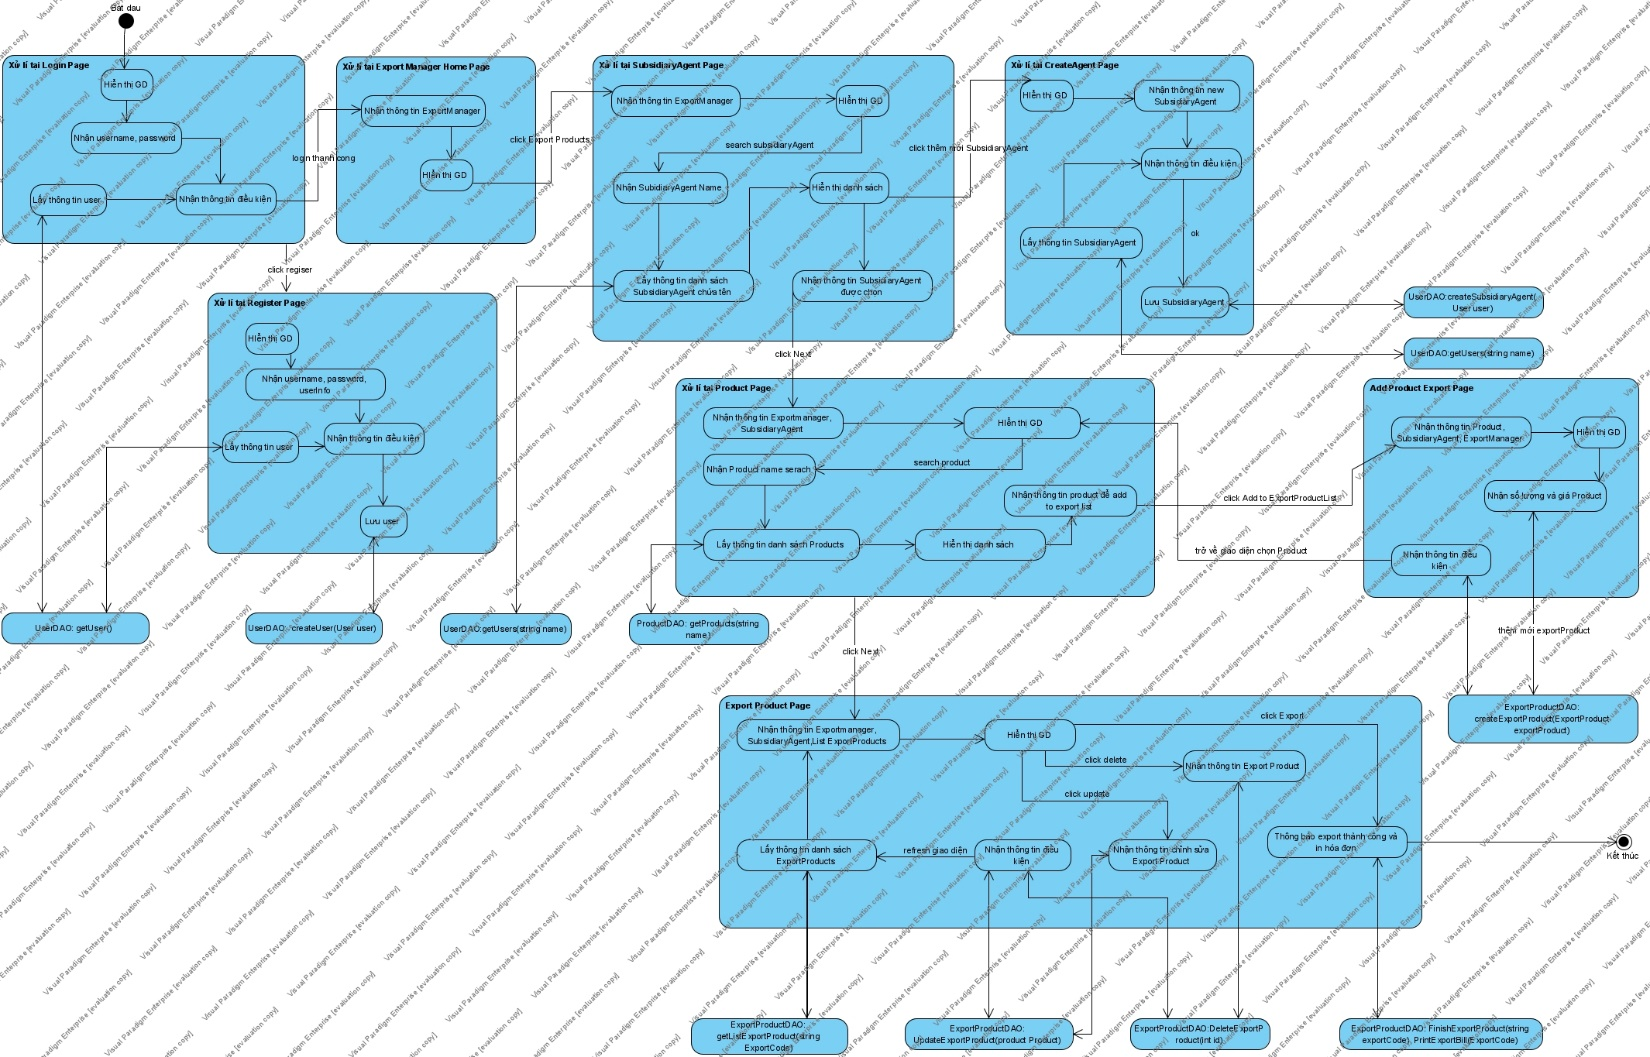 Bắt đầu
Xử lí tại Login Page
Hiển thị GD
Nhận username, password
Lấy thông tin user
Nhận thông tin điều kiện
login thanh cong
click regiser
Xử lí tại Export Manager Home Page
Nhận thông tin ExportManager
Hiển thị GD
click Export Products
Xử lí tại SubsidiaryAgent Page
Nhận thông tin ExportManager
Hiển thị GD
search subsidiaryAgent
Nhận SubsidiaryAgent Name
Hiển thị danh sách
Lấy thông tin danh sách
SubsidiaryAgent chứa tên
Nhận thông tin SubsidiaryAgent
được chọn
click thêm mới SubsidiaryAgent
click Next
Xử lí tại CreateAgent Page
Hiển thị GD
Nhận thông tin new
SubsidiaryAgent
Nhận thông tin điều kiện
Lấy thông tin SubsidiaryAgent
ok
Lưu SubsidiaryAgent
UserDAO:createSubsidiaryAgent(
User user)
UserDAO:getUsers(string name)
Xử lí tại Register Page
Hiển thị GD
Nhận username, password,
userInfo
Lấy thông tin user
Nhận thông tin điều kiện
Lưu user
UserDAO: getUser()
UserDAO: createUser(User user)
UserDAO:getUsers(string name)
ProductDAO: getProducts(string
name)
Xử lí tại Product Page
Nhận thông tin Exportmanager,
SubsidiaryAgent
Hiển thị GD
search product
Nhận Product name serach
Nhận thông tin product để add
to export list
Lấy thông tin danh sách Products
Hiển thị danh sách
click Add to ExportProductList
trở về giao diện chọn Product
click Next
Add Product Export Page
Nhận thông tin Product ,
SubsidiaryAgent, ExportManager
Hiển thị GD
Nhận số lượng và giá Product
Nhận thông tin điều
kiện
thêm mới exportProduct
ExportProductDAO:
createExportProduct(ExportProduct
exportProduct)
Export Product Page
Nhận thông tin Exportmanager,
SubsidiaryAgent,List ExportProducts
Hiển thị GD
click Export
click delete
Nhận thông tin Export Product
click update
Lấy thông tin danh sách
ExportProducts
refresh giao diện
Nhận thông tin điều
kiện
Nhận thông tin chỉnh sửa
Export Product
Thông báo export thành công và
in hóa đơn
Kết thúc
ExportProductDAO:
getListExportProduct(string
ExportCode)
ExportProductDAO:
UpdateExportProduct(product Product)
ExportProductDAO:DeleteExportP
roduct(int id)
ExportProductDAO: FinishExportProduct(string
exportCode), PrintExportBill(ExportCode)
Visual Paradigm Enterprise [evaluation copy]